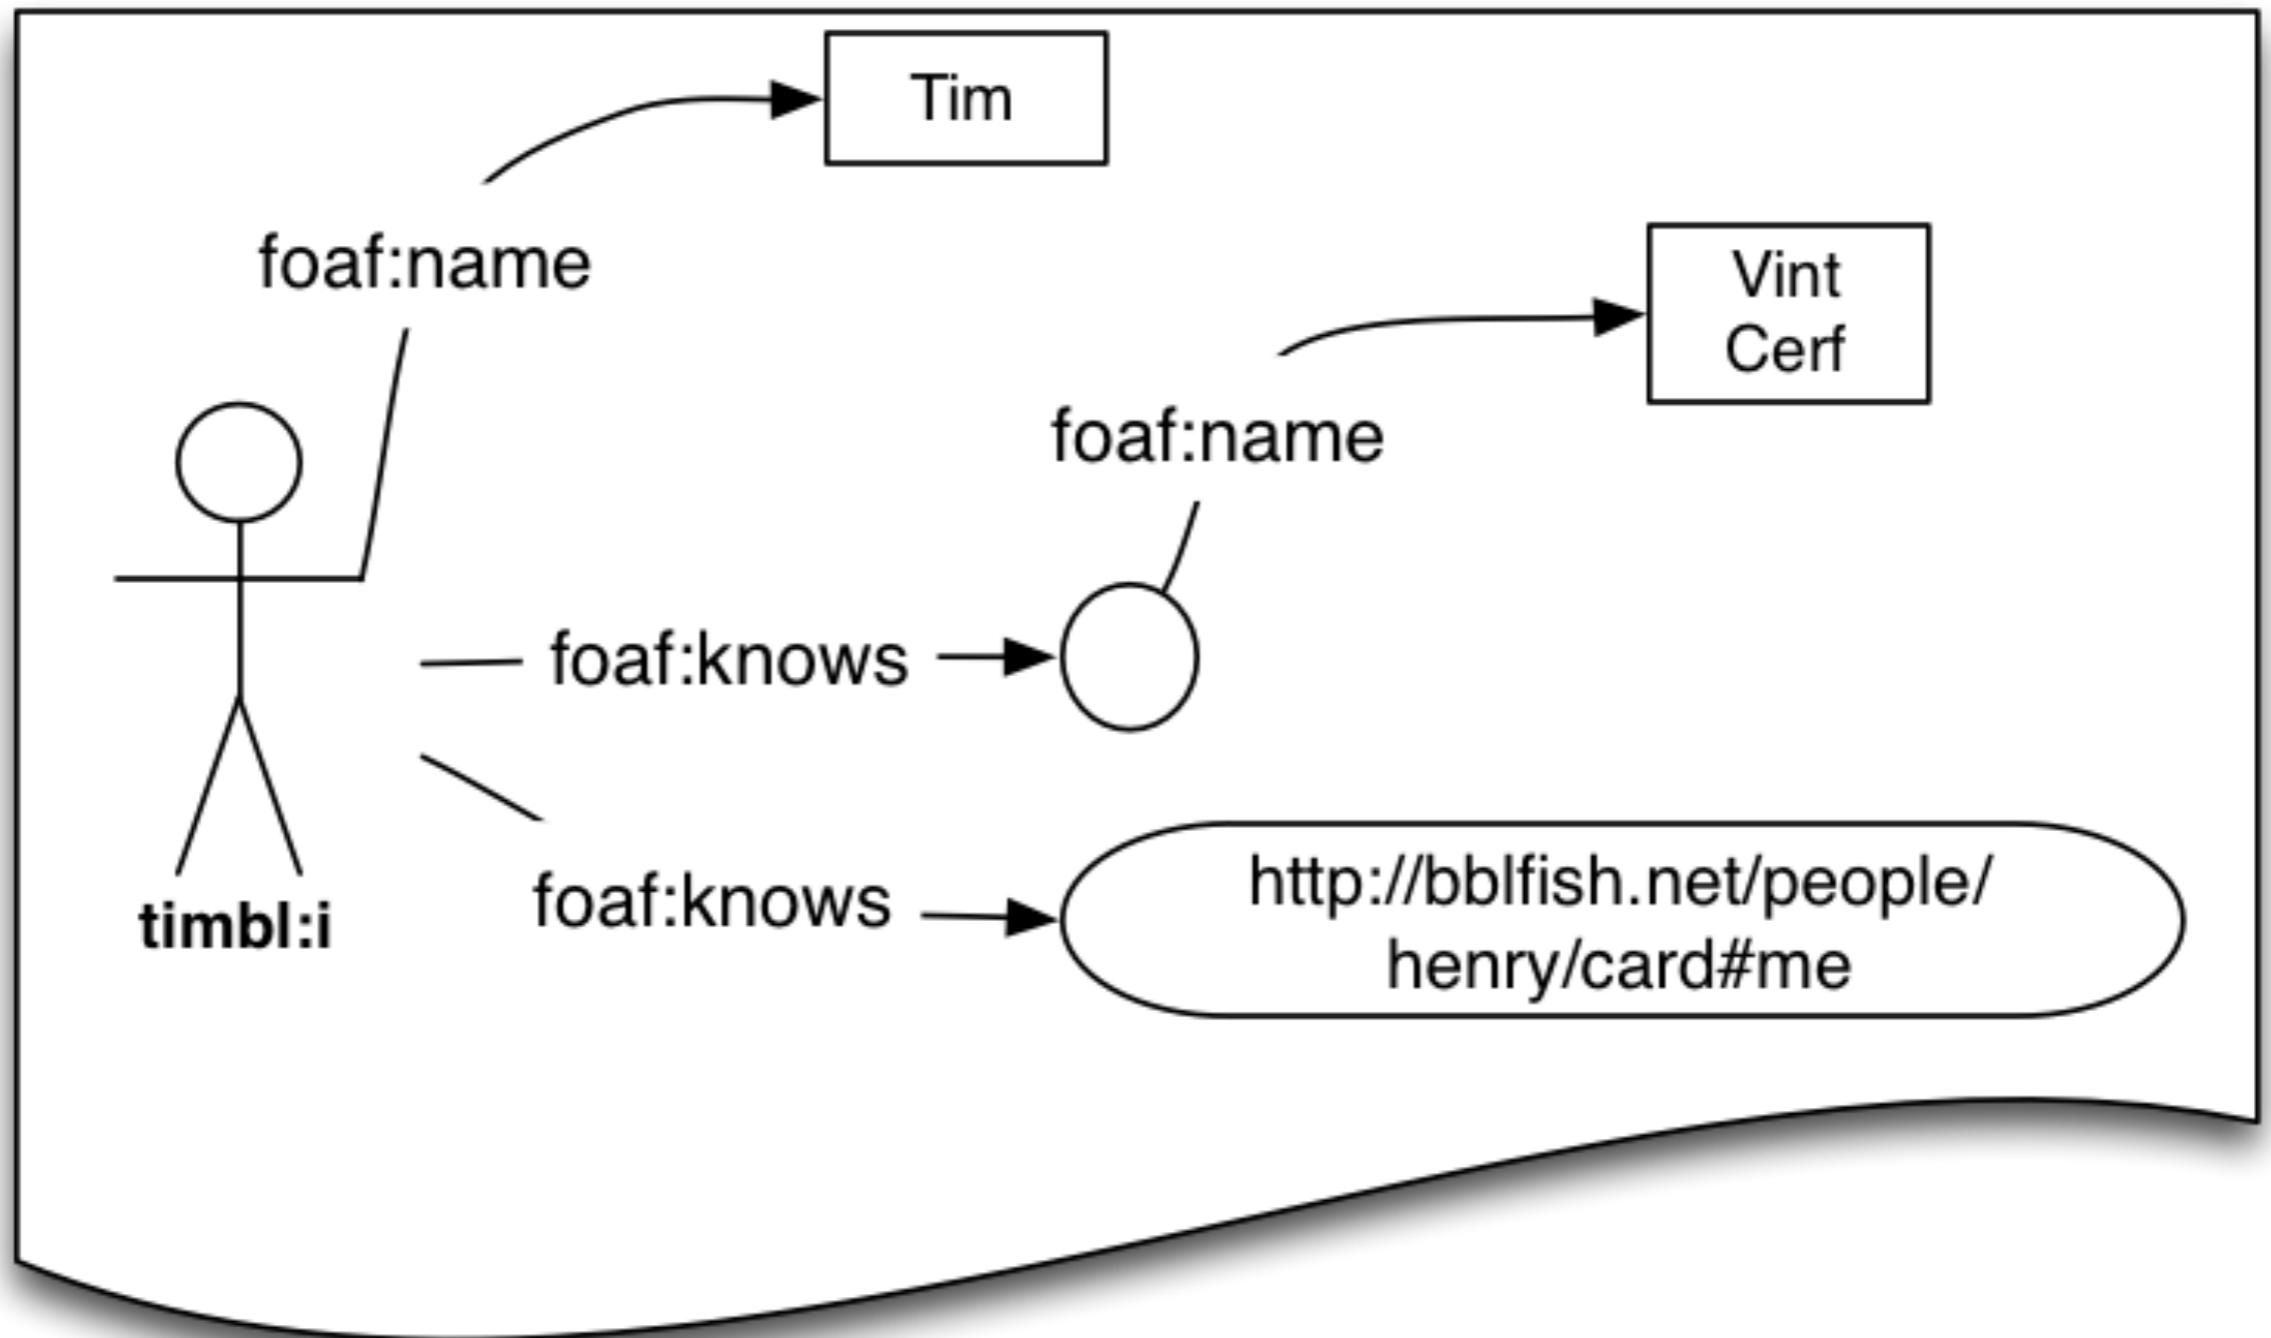 Tim
foaf:name
Vint
Cerf
foaf:name
foaf:knows
foaf:knows
http://bblfish.net/people/
henry/card#me
timbl:i